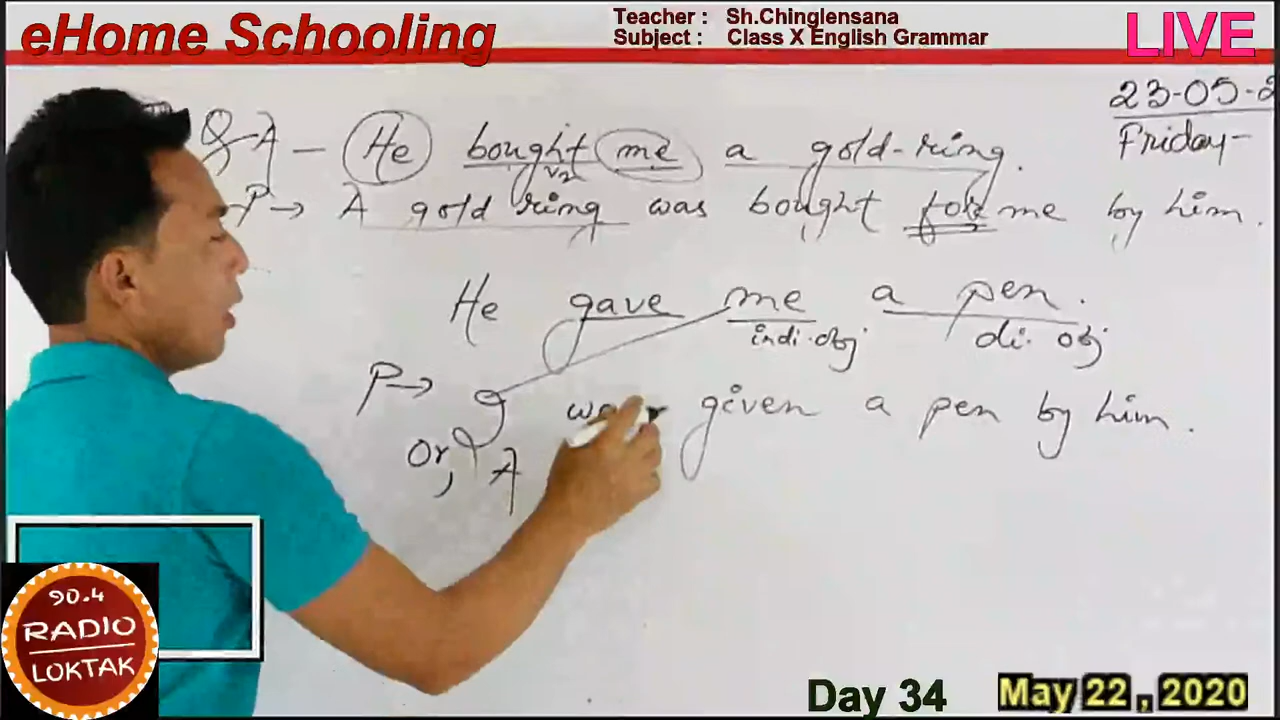 eHome Schooling
Teacher : Sh.Chinglensana
Subject : Class X English Grammar
LIVE
23-05-2
Friday-
Q A – He bought me a gold-ring.
V2
P→ A gold ring was bought for me by him.
He gave me a pen.
indi.obj di. obj
P→ I was given a pen by him.
Or, A
90.4
RADIO
LOKTAK
Day 34
May 22 , 2020